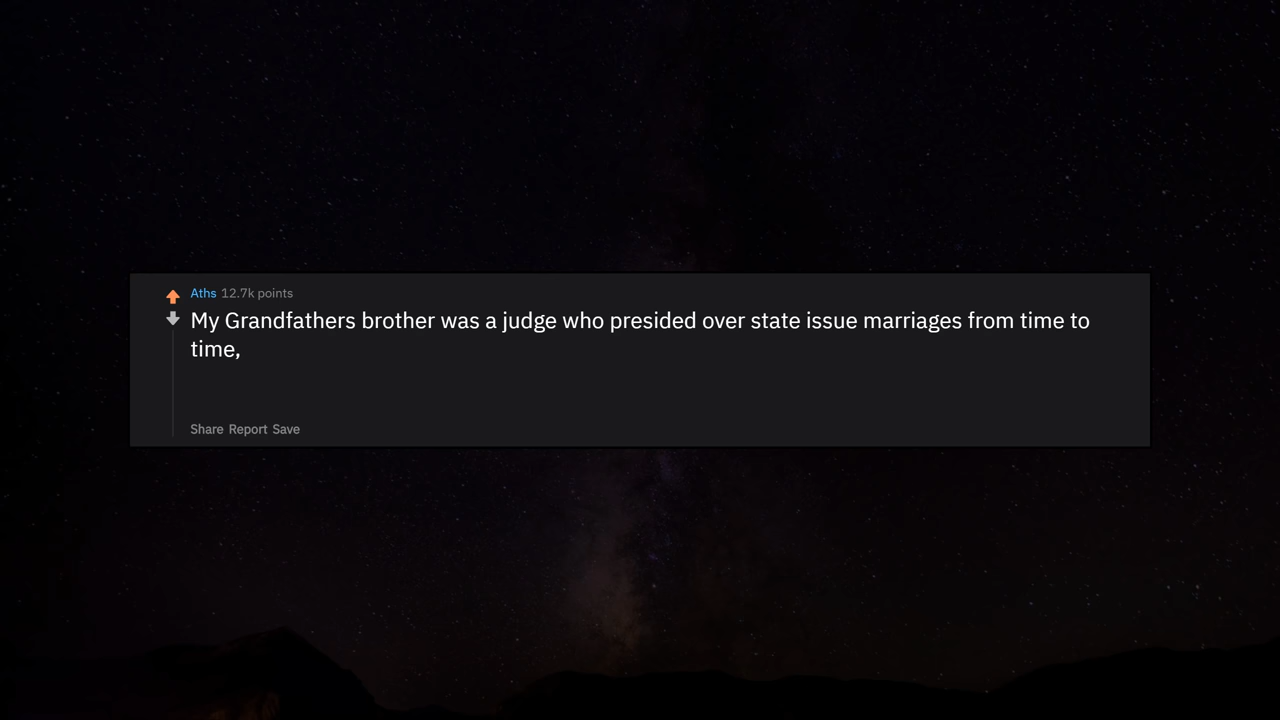 Aths 12.7k points
My Grandfathers brother was a judge who presided over state issue marriages from time to
time,
Share Report Save